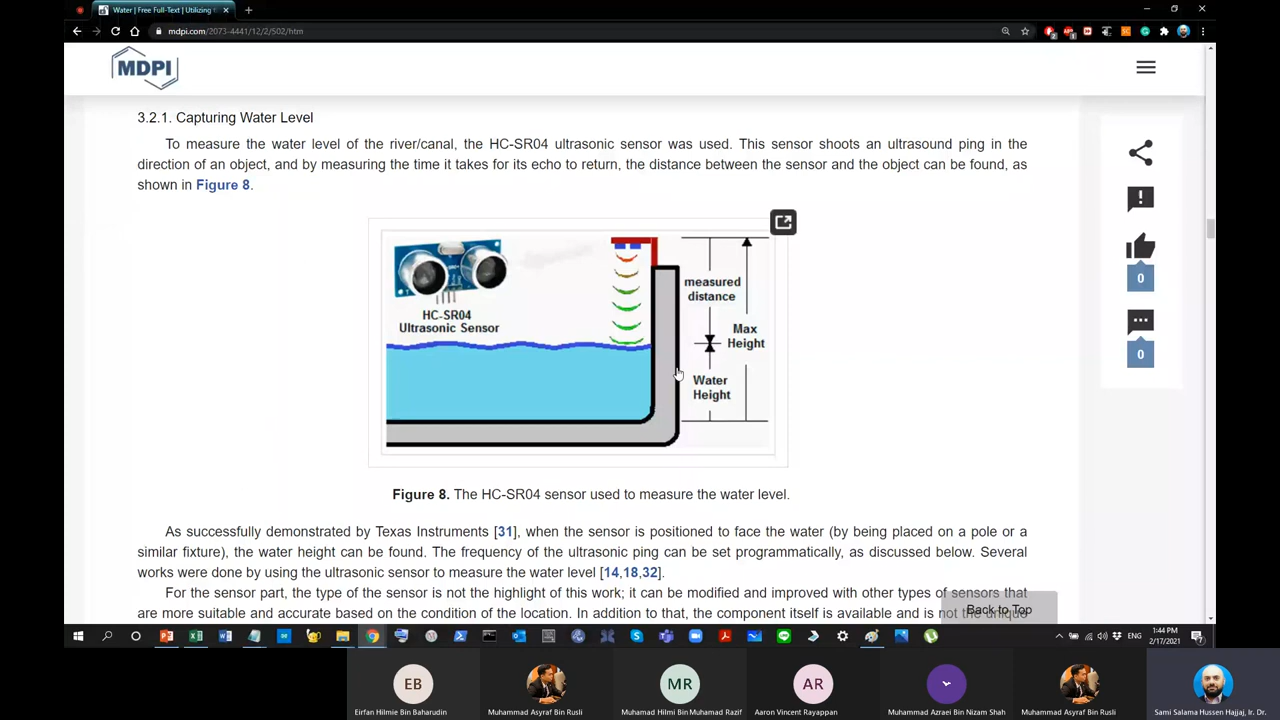 Water | Free Full-Text | Utilizing
mdpi.com/2073-4441/12/2/502/htm
MDPI
3.2.1. Capturing Water Level
To measure the water level of the river/canal, the HC-SR04 ultrasonic sensor was used. This sensor shoots an ultrasound ping in the
direction of an object, and by measuring the time it takes for its echo to return, the distance between the sensor and the object can be found, as
shown in Figure 8.
HC-SR04
Ultrasonic Sensor
measured
distance
Max
Height
Water
Height
0
0
Figure 8. The HC-SR04 sensor used to measure the water level.
As successfully demonstrated by Texas Instruments [31], when the sensor is positioned to face the water (by being placed on a pole or a
similar fixture), the water height can be found. The frequency of the ultrasonic ping can be set programmatically, as discussed below. Several
works were done by using the ultrasonic sensor to measure the water level [14,18,32].
For the sensor part, the type of the sensor is not the highlight of this work; it can be modified and improved with other types of sensors that
are more suitable and accurate based on the condition of the location. In addition to that, the component itself is available and is not the unique
Back to Top
ENG
1:44 PM
2/17/2021
EB
MR
AR
Eirfan Hilmie Bin Baharudin
Muhammad Asyraf Bin Rusli
Muhamad Hilmi Bin Muhamad Razif
Aaron Vincent Rayappan
Muhammad Azraei Bin Nizam Shah
Muhammad Asyraf Bin Rusli
Sami Salama Hussen Hajjaj, Ir. Dr.